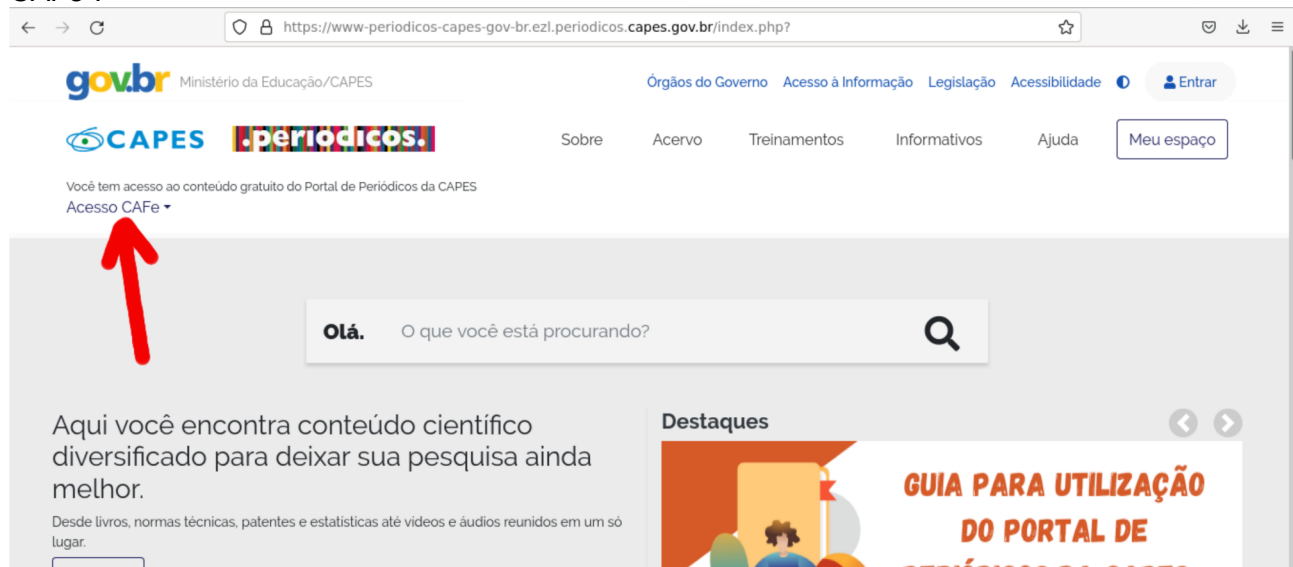 https://www-periodicos-capes-gov-br.ezl.periodicos.capes.gov.br/index.php?
gov.br Ministério da Educação/CAPES Órgãos do Governo Acesso à Informação Legislação Acessibilidade Entrar
CAPES .periódicos. Sobre Acervo Treinamentos Informativos Ajuda Meu espaço
Você tem acesso ao conteúdo gratuito do Portal de Periódicos da CAPES
Acesso CAFe
Olá. O que você está procurando?
Aqui você encontra conteúdo científico
diversificado para deixar sua pesquisa ainda
melhor.
Desde livros, normas técnicas, patentes e estatísticas até vídeos e áudios reunidos em um só
lugar.
Destaques
GUIA PARA UTILIZAÇÃO
DO PORTAL DE